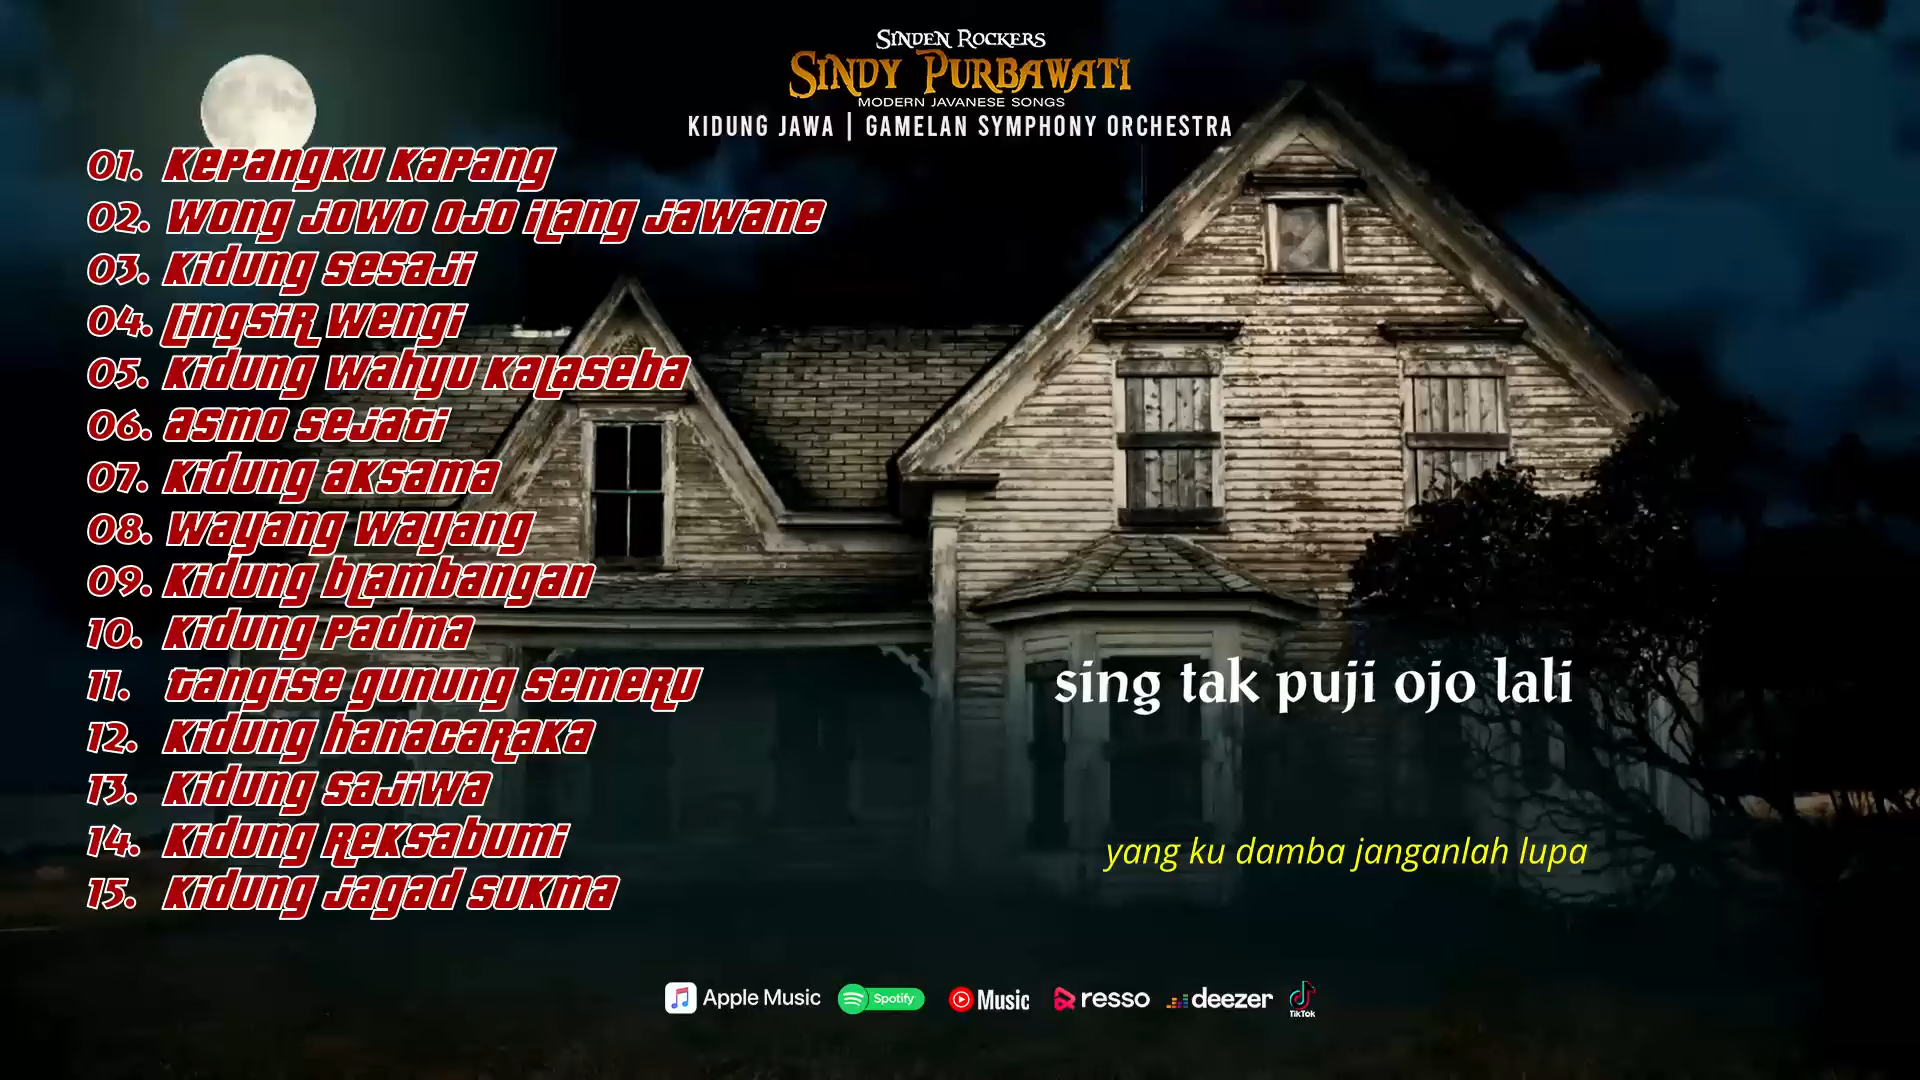 SINDEN ROCKERS
SINDY PURBAWATI
MODERN JAVANESE SONGS
KIDUNG JAWA | GAMELAN SYMPHONY ORCHESTRA
01. Kepangku Kapang
02. Wong Jowo Ojo Ilang Jawane
03. Kidung Sesaji
04. Lingsir Wengi
05. Kidung Wahyu Kalaseba
06. Asmo Sejati
07. Kidung Aksama
08. Wayang Wayang
09. Kidung Blambangan
10. Kidung Padma
11. Tangise Gunung Semeru
12. Kidung Hanacaraka
13. Kidung Sajiwa
14. Kidung Reksabumi
15. Kidung Jagad Sukma
sing tak puji ojo lali
yang ku damba janganlah lupa
Apple Music Spotify Music resso deezer TikTok